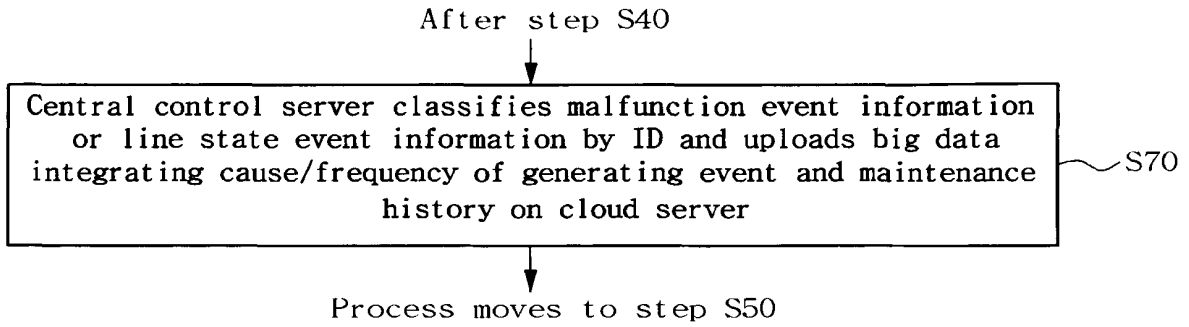 After step S40
Central control server classifies malfunction event information
or line state event information by ID and uploads big data
integrating cause/frequency of generating event and maintenance
history on cloud server
S70
Process moves to step S50